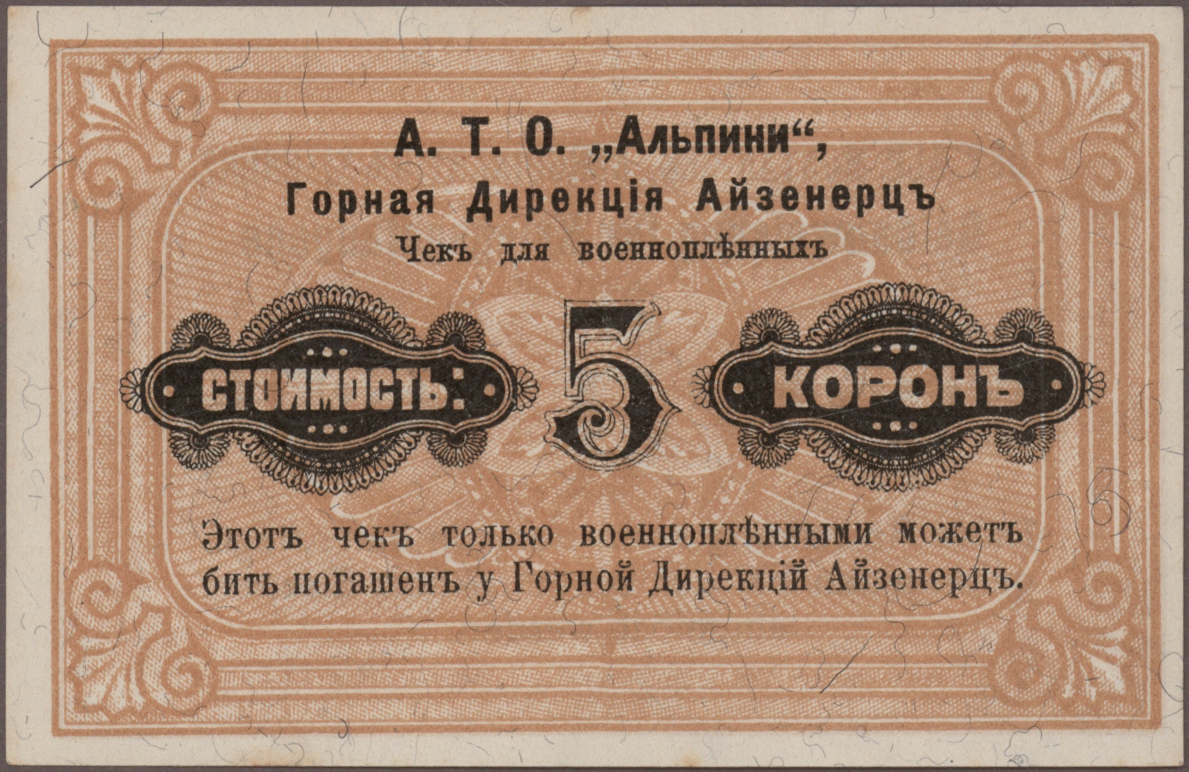 А. Т. О. „Альпини“,
Горная Дирекція Айзенерцъ
Чекъ для военноплѣнныхъ
СТОИМОСТЬ: 5 КОРОНЪ
Этотъ чекъ только военноплѣнными можетъ
бить погашенъ у Горной Дирекцій Айзенерцъ.